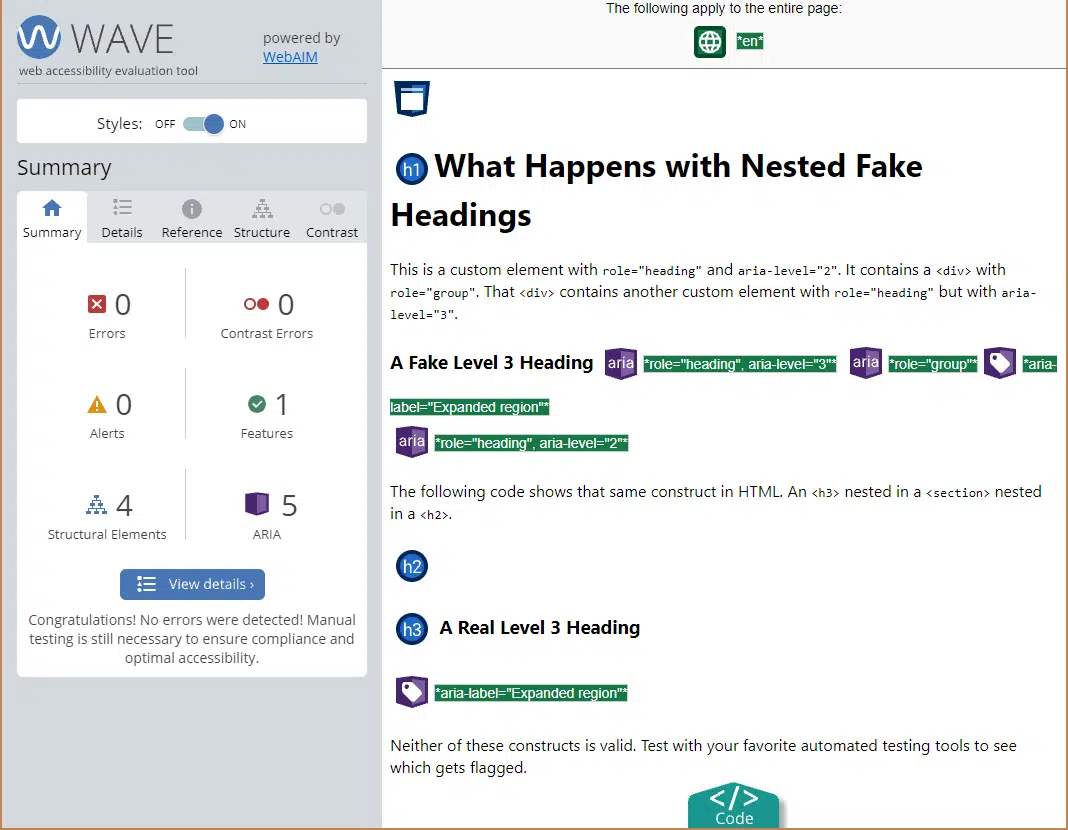 WAVE
powered by
WebAIM
web accessibility evaluation tool
Styles: OFF ON
Summary
Summary Details Reference Structure Contrast
0
Errors
0
Contrast Errors
0
Alerts
1
Features
4
Structural Elements
5
ARIA
View details ›
Congratulations! No errors were detected! Manual
testing is still necessary to ensure compliance and
optimal accessibility.
The following apply to the entire page:
*en*
h1 What Happens with Nested Fake
Headings
This is a custom element with role="heading" and aria-level="2". It contains a <div> with
role="group". That <div> contains another custom element with role="heading" but with aria-
level="3".
A Fake Level 3 Heading aria *role="heading", aria-level="3"* aria *role="group"* *aria-
label="Expanded region"*
aria *role="heading", aria-level="2"*
The following code shows that same construct in HTML. An <h3> nested in a <section> nested
in a <h2>.
h2
h3 A Real Level 3 Heading
*aria-label="Expanded region"*
Neither of these constructs is valid. Test with your favorite automated testing tools to see
which gets flagged.
</>
Code